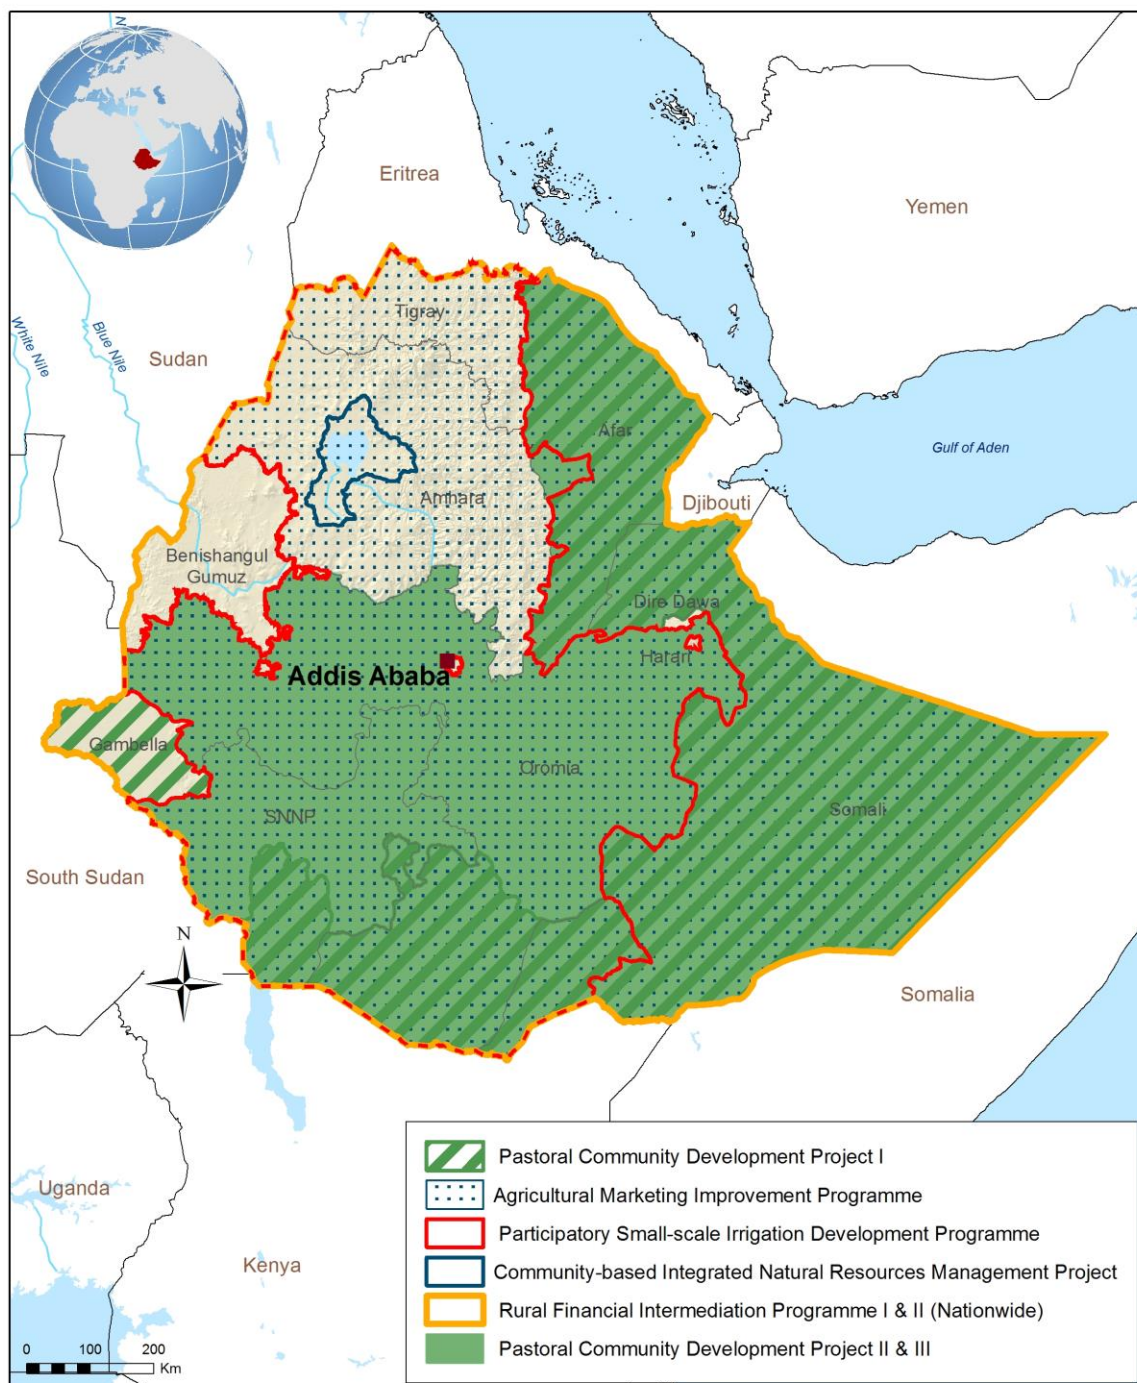 N
Eritrea
Yemen
Tigray
White Nile
Blue Nile
Sudan
Afar
Gulf of Aden
Amhara
Djibouti
Benishangul
Gumuz
Dire Dawa
Harari
Addis Ababa
Gambella
Oromia
SNNP
Somali
South Sudan
N
Somalia
Uganda
Kenya
Pastoral Community Development Project I
Agricultural Marketing Improvement Programme
Participatory Small-scale Irrigation Development Programme
Community-based Integrated Natural Resources Management Project
Rural Financial Intermediation Programme I & II (Nationwide)
Pastoral Community Development Project II & III
0 100 200
Km